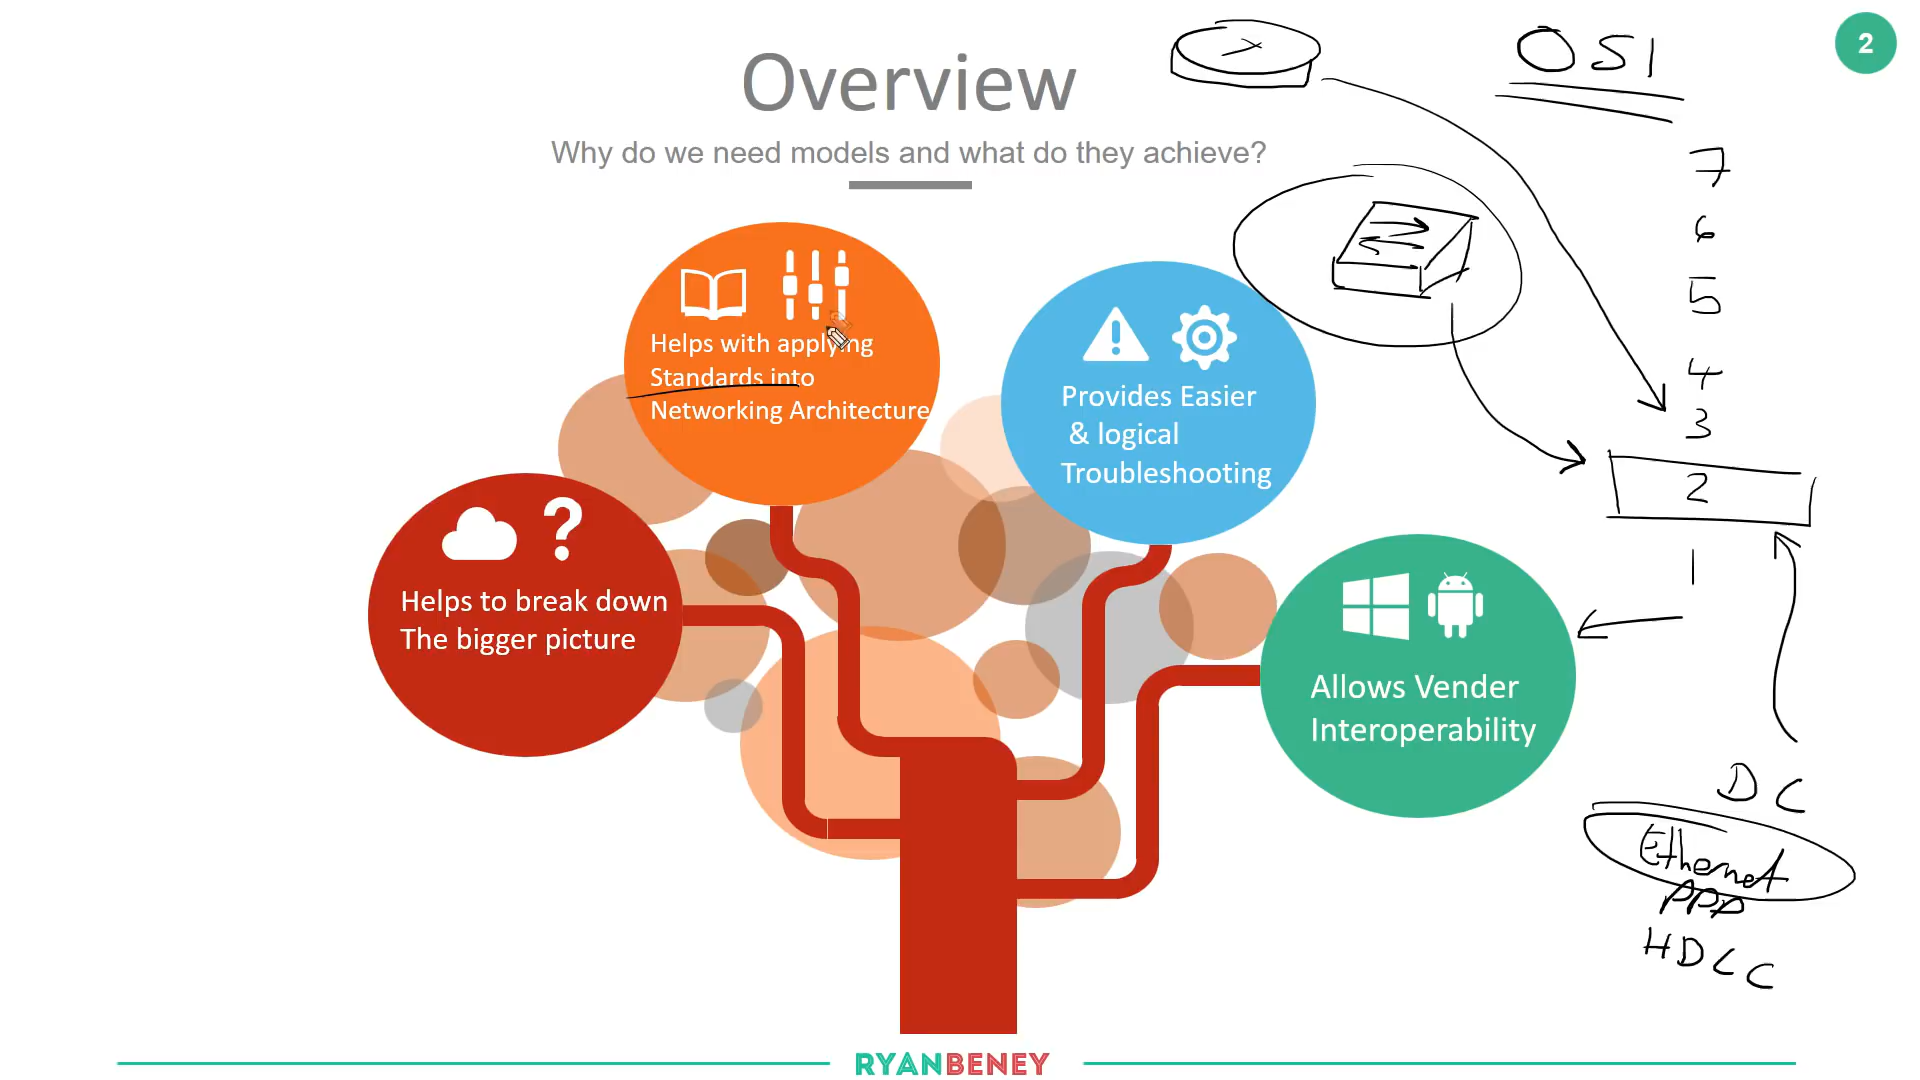 2
Overview
Why do we need models and what do they achieve?
OSI
7
6
5
4
3
2
1
Helps with applying
Standards into
Networking Architecture
Provides Easier
& logical
Troubleshooting
Helps to break down
The bigger picture
Allows Vender
Interoperability
DC
Ethernet
PPP
HDLC
RYANBENEY